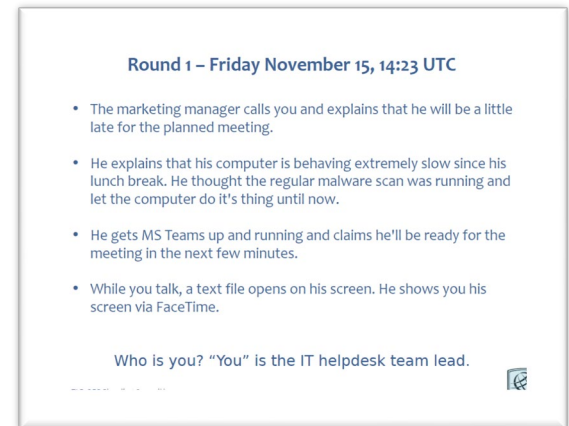 Round 1 – Friday November 15, 14:23 UTC
• The marketing manager calls you and explains that he will be a little
late for the planned meeting.
• He explains that his computer is behaving extremely slow since his
lunch break. He thought the regular malware scan was running and
let the computer do it's thing until now.
• He gets MS Teams up and running and claims he'll be ready for the
meeting in the next few minutes.
• While you talk, a text file opens on his screen. He shows you his
screen via FaceTime.
Who is you? “You” is the IT helpdesk team lead.